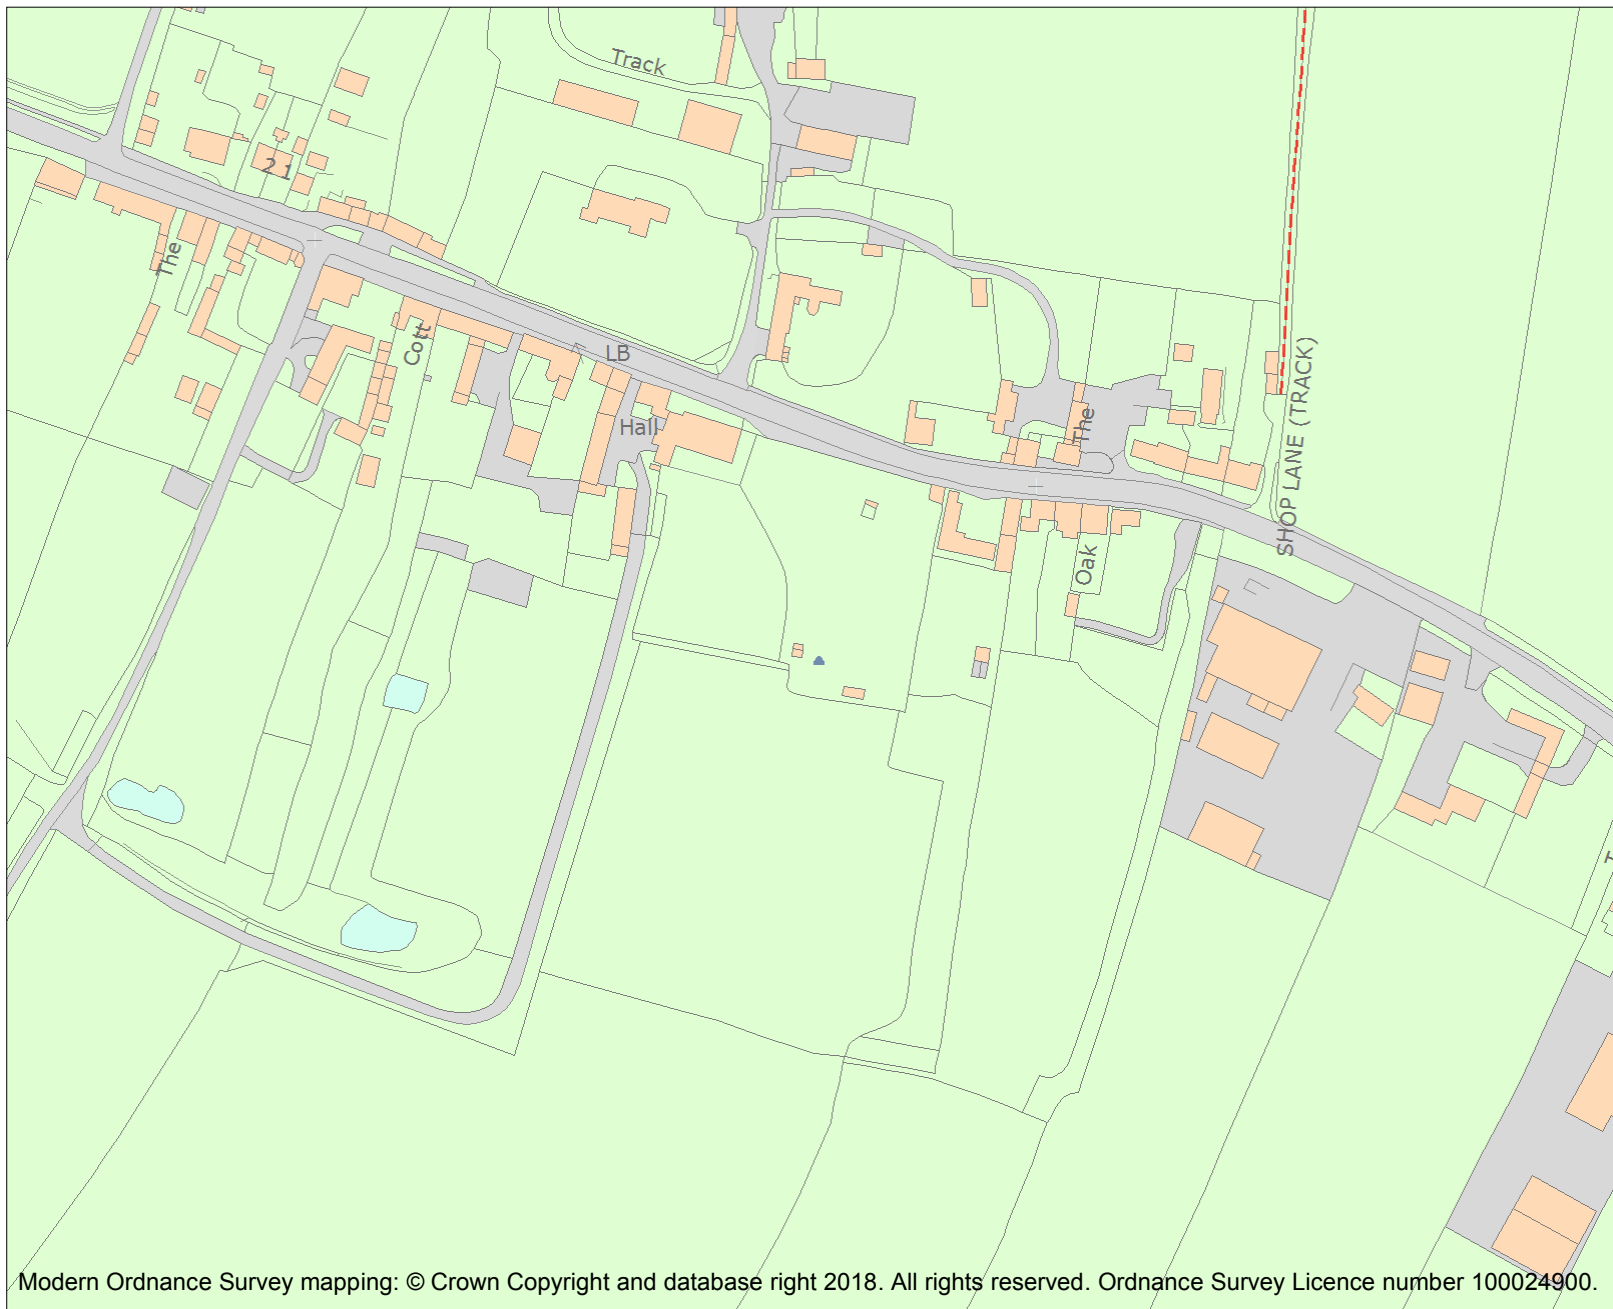 Track
2 1
The
Cott
LB
Hall
The
SHOP LANE (TRACK)
Oak
Modern Ordnance Survey mapping: © Crown Copyright and database right 2018. All rights reserved. Ordnance Survey Licence number 100024900.